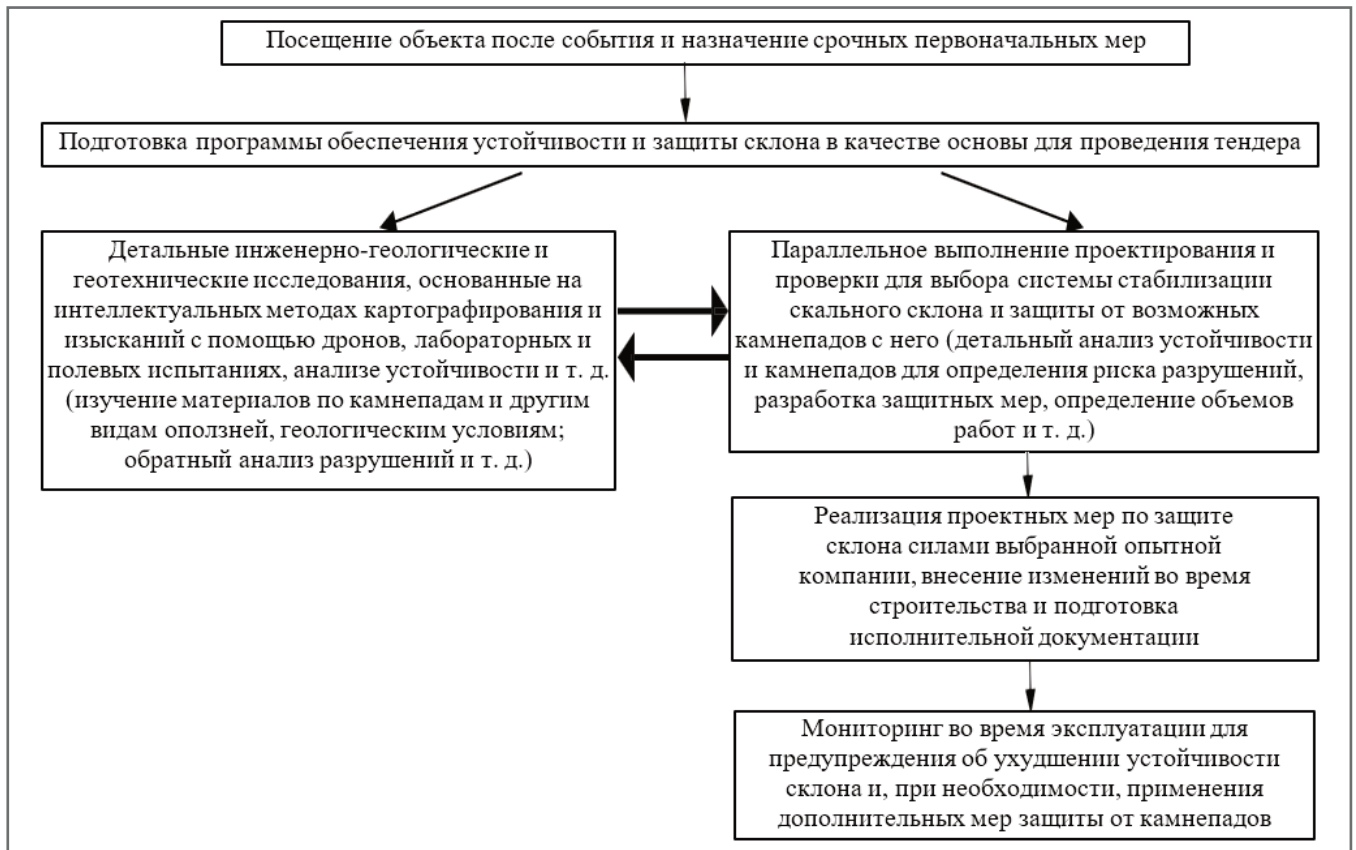 Посещение объекта после события и назначение срочных первоначальных мер
Подготовка программы обеспечения устойчивости и защиты склона в качестве основы для проведения тендера
Детальные инженерно-геологические и
геотехнические исследования, основанные на
интеллектуальных методах картографирования и
изысканий с помощью дронов, лабораторных и
полевых испытаниях, анализе устойчивости и т. д.
(изучение материалов по камнепадам и другим
видам оползней, геологическим условиям;
обратный анализ разрушений и т. д.)
Параллельное выполнение проектирования и
проверки для выбора системы стабилизации
скального склона и защиты от возможных
камнепадов с него (детальный анализ устойчивости
и камнепадов для определения риска разрушений,
разработка защитных мер, определение объемов
работ и т. д.)
Реализация проектных мер по защите
склона силами выбранной опытной
компании, внесение изменений во время
строительства и подготовка
исполнительной документации
Мониторинг во время эксплуатации для
предупреждения об ухудшении устойчивости
склона и, при необходимости, применения
дополнительных мер защиты от камнепадов